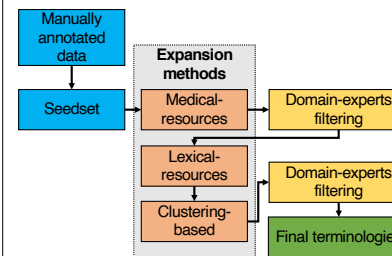 Manually
annotated
data
Seedset
Expansion
methods
Medical-
resources
Domain-experts
filtering
Lexical-
resources
Clustering-
based
Domain-experts
filtering
Final terminologie